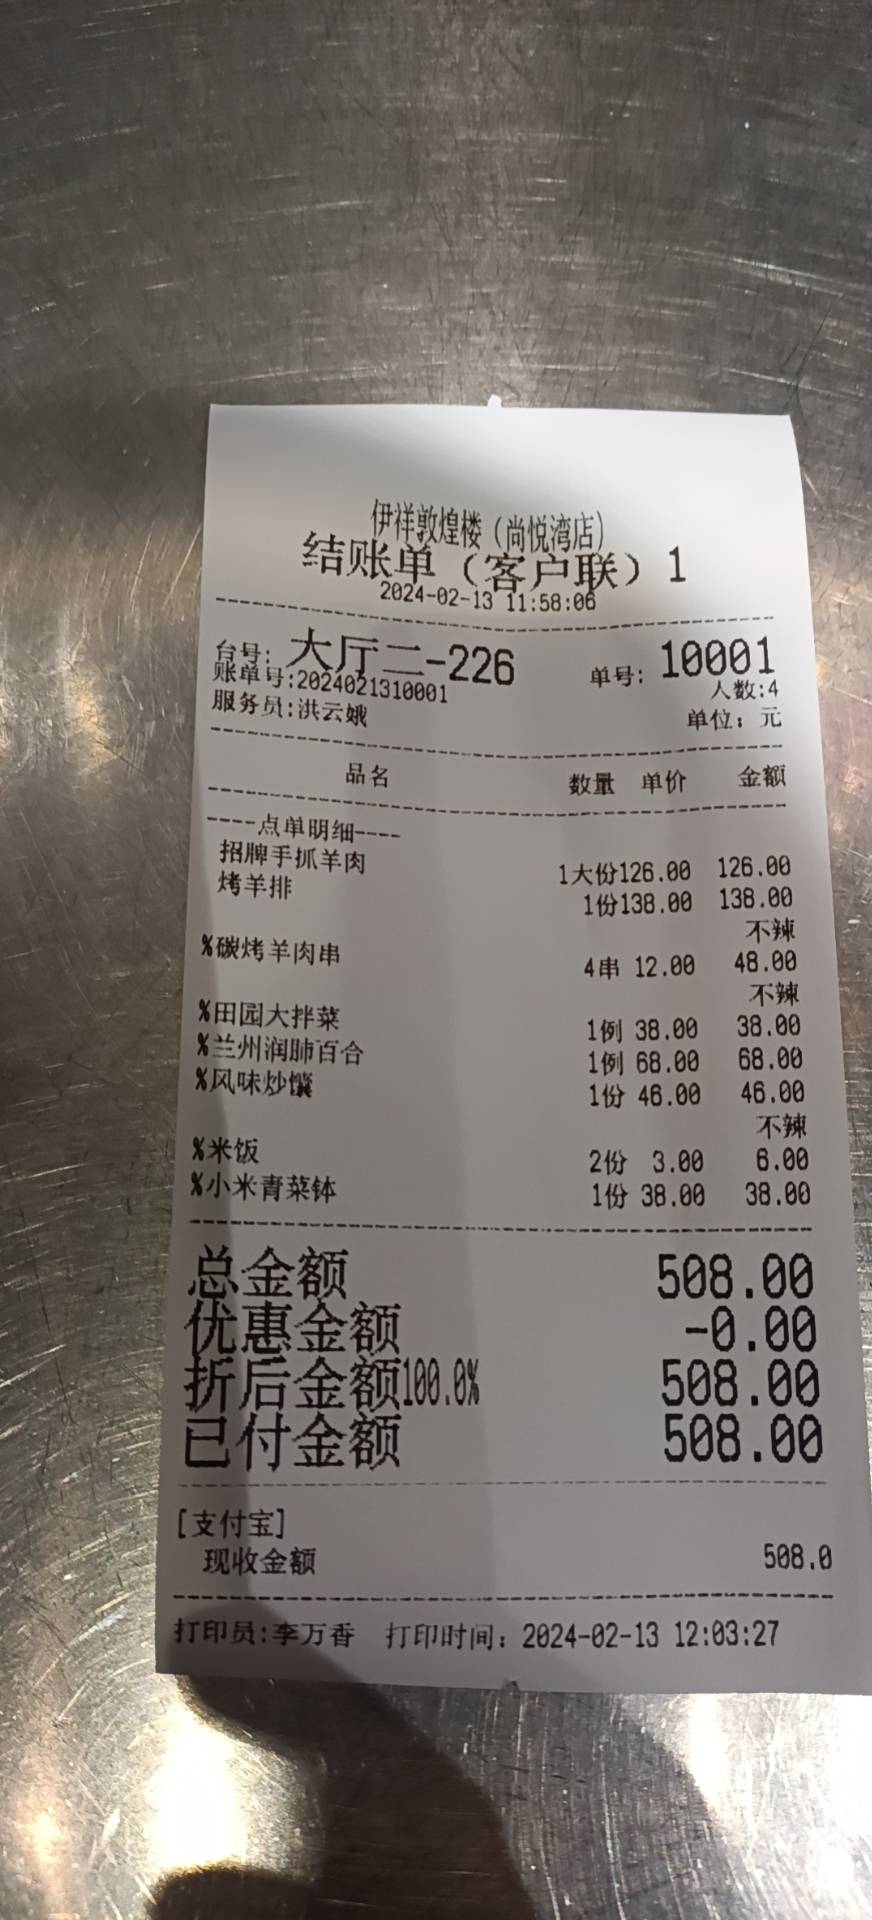 伊祥敦煌楼（尚悦湾店）
结账单（客户联）1
2024-02-13 11:58:06
台号: 大厅二-226 单号: 10001
账单号:2024021310001 人数:4
服务员:洪云娥 单位: 元
品名 数量 单价 金额
----点单明细----
招牌手抓羊肉 1大份126.00 126.00
烤羊排 1份138.00 138.00
不辣
%碳烤羊肉串 4串 12.00 48.00
不辣
%田园大拌菜 1例 38.00 38.00
%兰州润肺百合 1例 68.00 68.00
%风味炒馕 1份 46.00 46.00
不辣
%米饭 2份 3.00 6.00
%小米青菜钵 1份 38.00 38.00
总金额 508.00
优惠金额 -0.00
折后金额100.0% 508.00
已付金额 508.00
[支付宝]
现收金额 508.0
打印员:李万香 打印时间: 2024-02-13 12:03:27